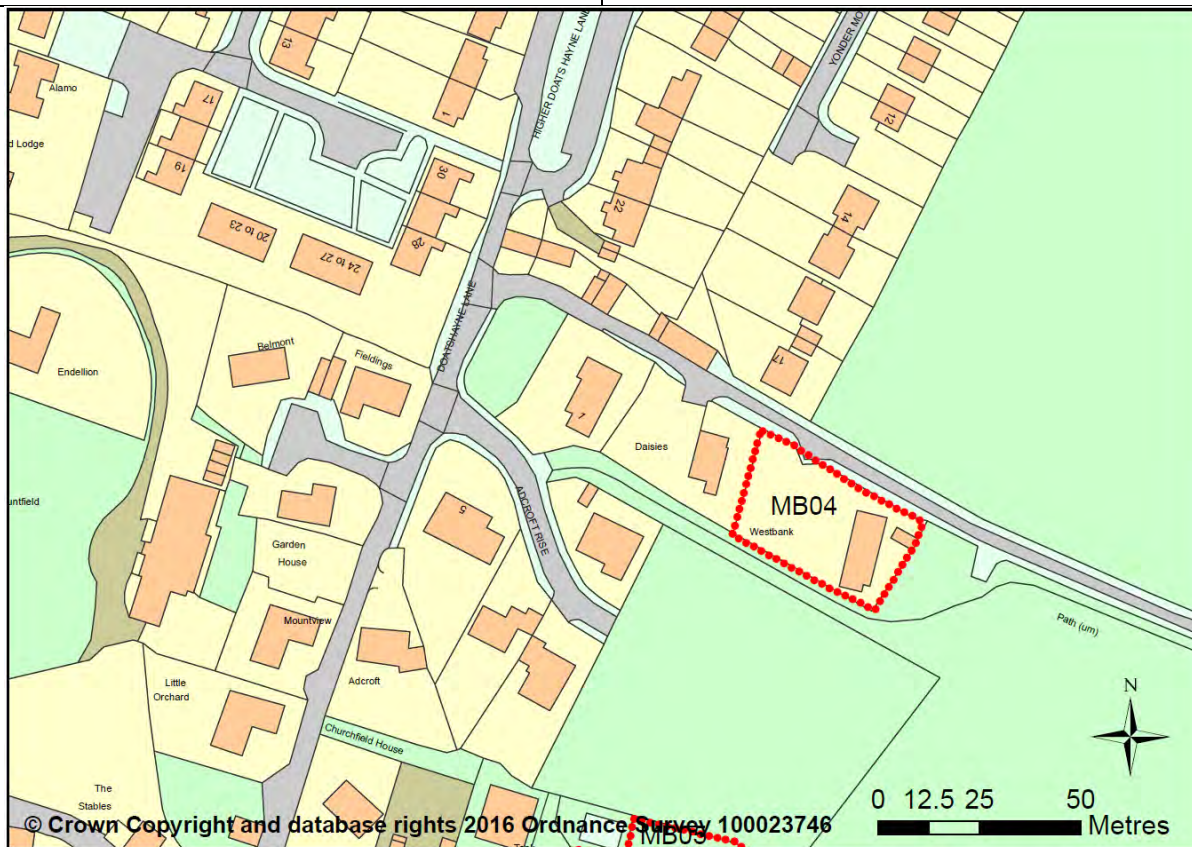 HIGHER DOATS HAYNE LANE
YONDER MO
13
Alamo
17
1
12
d Lodge
19
30
22
14
20 to 23
28
24 to 27
DOATSHAYNE LANE
Belmont
Fieldings
17
Endellion
1
Daisies
untfield
MB04
Westbank
5
ADCROFT RISE
Garden
House
Mountview
Path (um)
Little
Orchard
Adcroft
N
Churchfield House
The
Stables
0 12.5 25 50
Metres
© Crown Copyright and database rights 2016 Ordnance Survey 100023746
MB03